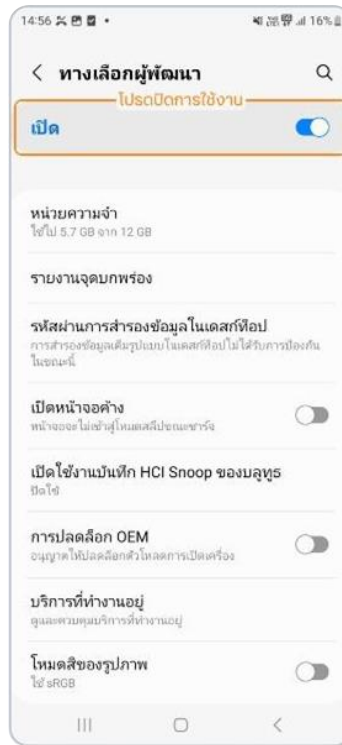 14:56
16%
ทางเลือกผู้พัฒนา
โปรดปิดการใช้งาน
เปิด
หน่วยความจำ
ใช้ไป 5.7 GB จาก 12 GB
รายงานจุดบกพร่อง
รหัสผ่านการสำรองข้อมูลในเดสก์ท็อป
การสำรองข้อมูลเต็มรูปแบบในเดสก์ท็อปไม่ได้รับการป้องกัน
ในขณะนี้
เปิดหน้าจอค้าง
หน้าจอจะไม่เข้าสู่โหมดสลีปขณะชาร์จ
เปิดใช้งานบันทึก HCI Snoop ของบลูทูธ
ปิดใช้
การปลดล็อก OEM
อนุญาตให้ปลดล็อกตัวโหลดการเปิดเครื่อง
บริการที่ทำงานอยู่
ดูและควบคุมบริการที่ทำงานอยู่
โหมดสีของรูปภาพ
ใช้ sRGB